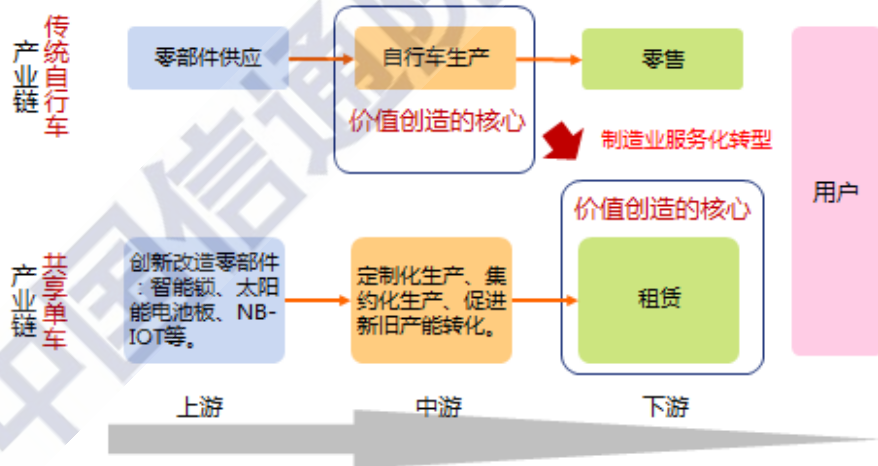 传统自行车
产业链
零部件供应
自行车生产
零售
价值创造的核心
制造业服务化转型
用户
价值创造的核心
共享单车
产业链
创新改造零部件
：智能锁、太阳
能电池板、NB-
IOT等。
定制化生产、集
约化生产、促进
新旧产能转化。
租赁
上游
中游
下游
中国信通院